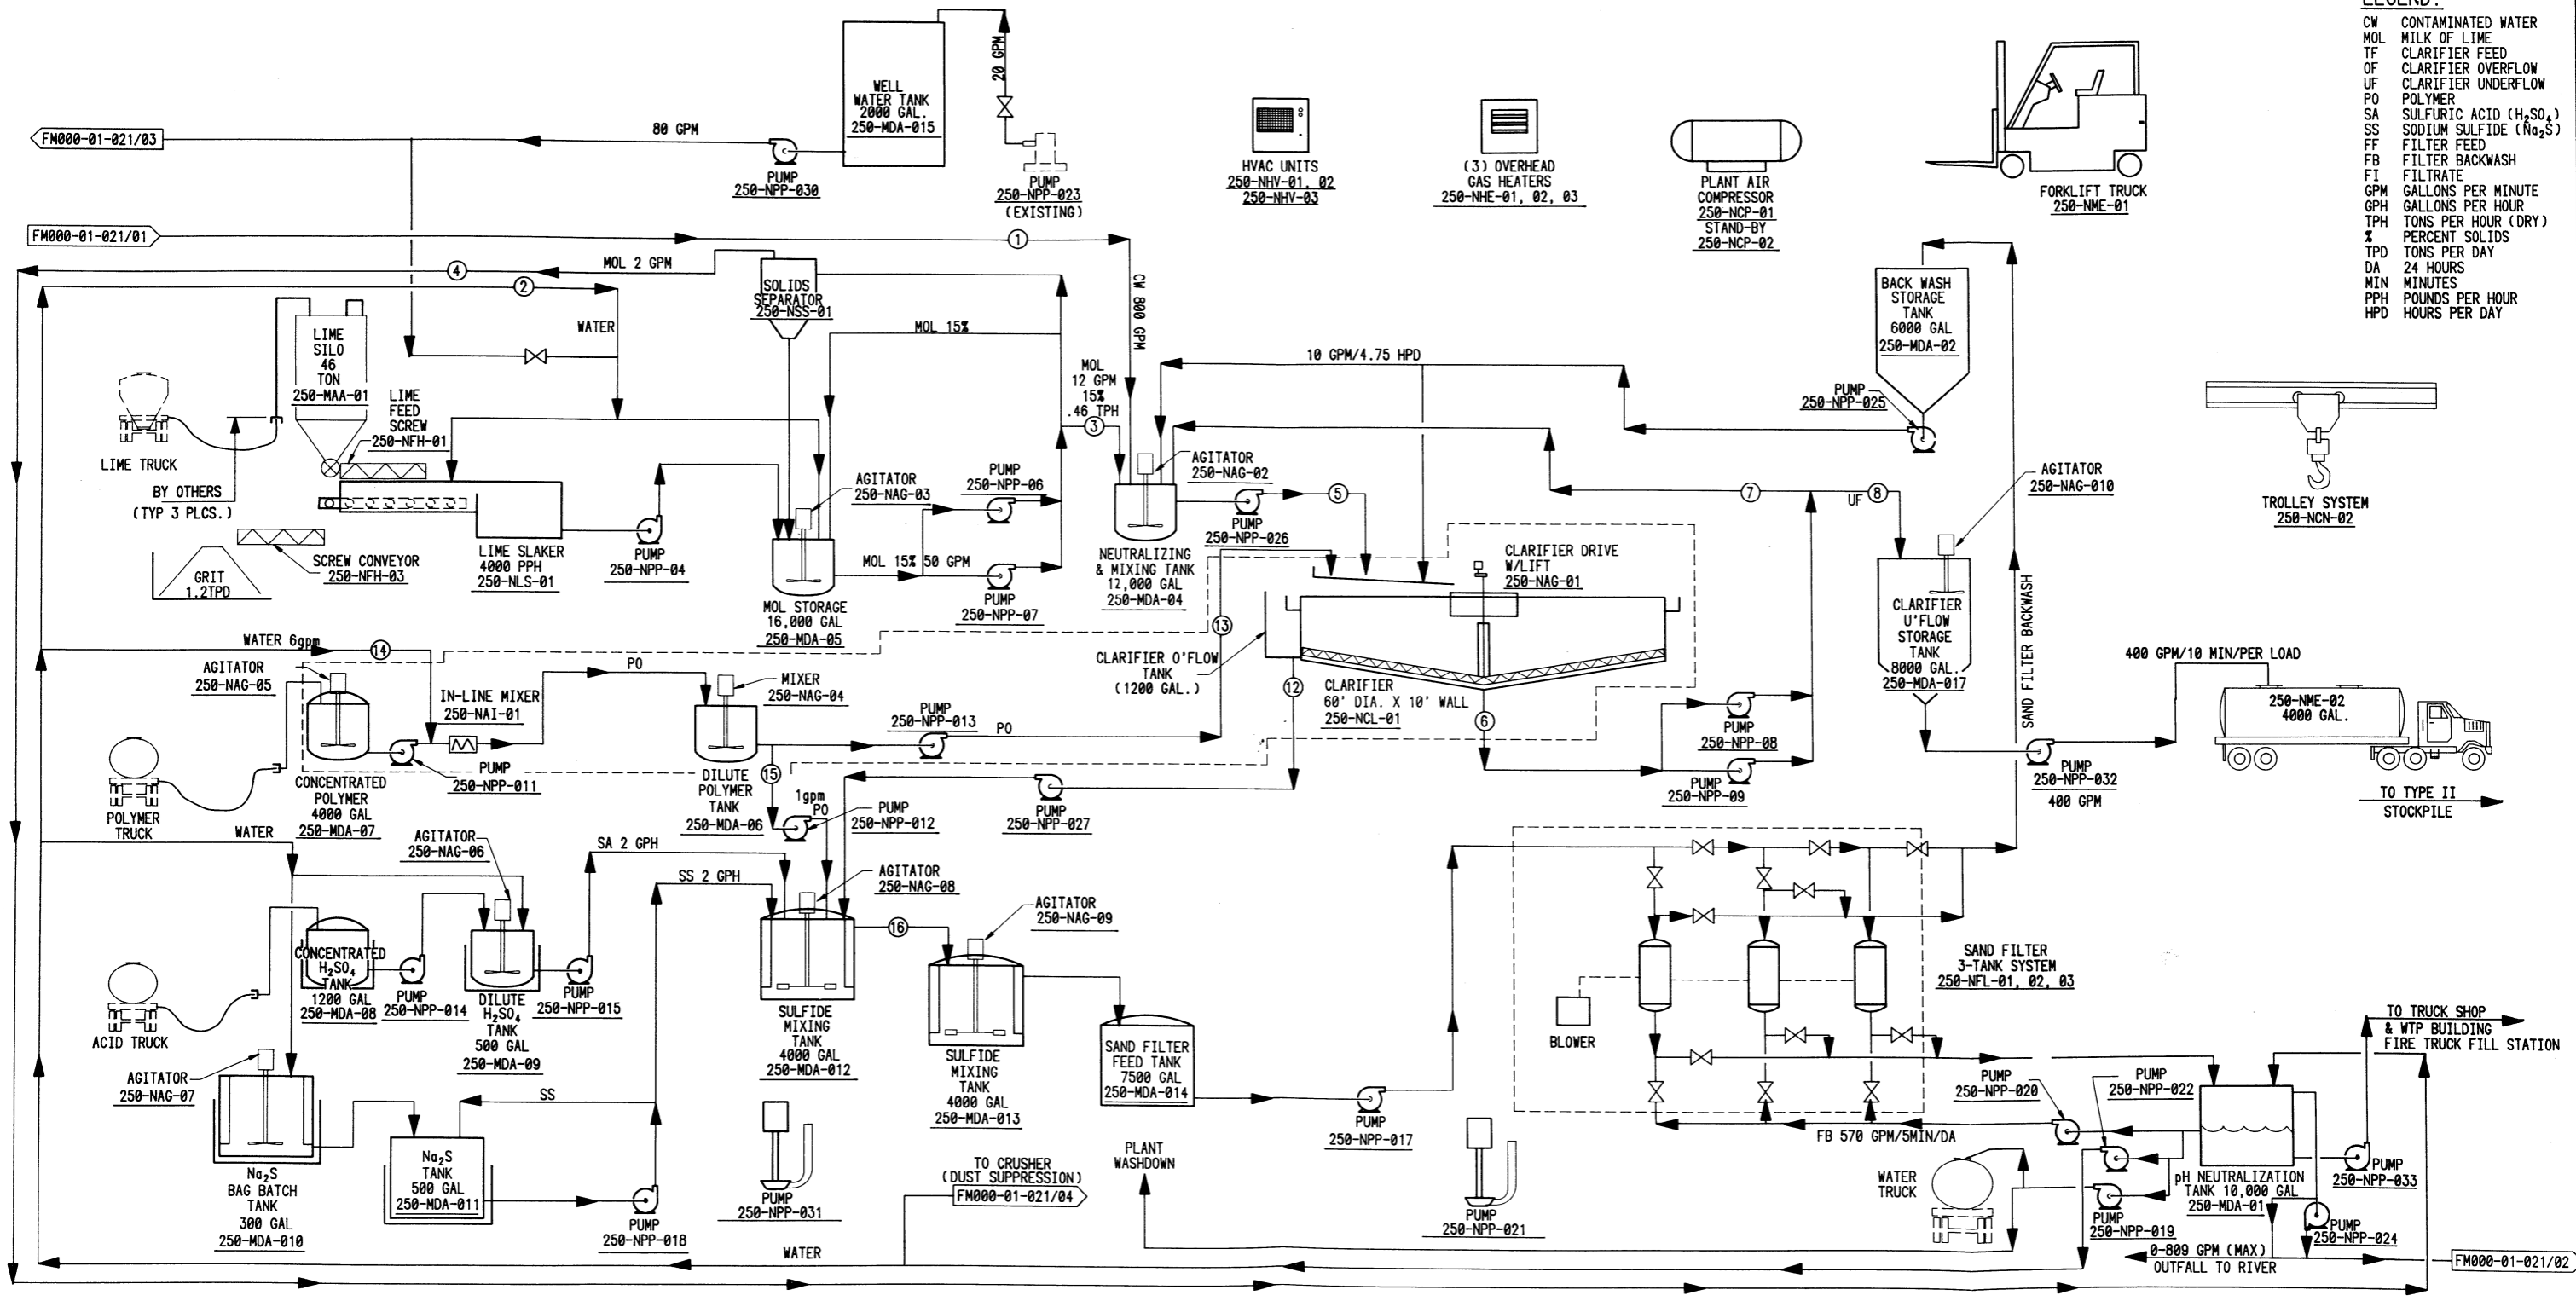 LEGEND:
CW CONTAMINATED WATER
MOL MILK OF LIME
TF CLARIFIER FEED
OF CLARIFIER OVERFLOW
UF CLARIFIER UNDERFLOW
PO POLYMER
SA SULFURIC ACID (H₂SO₄)
SS SODIUM SULFIDE (Na₂S)
FF FILTER FEED
FB FILTER BACKWASH
FI FILTRATE
GPM GALLONS PER MINUTE
GPH GALLONS PER HOUR
TPH TONS PER HOUR (DRY)
% PERCENT SOLIDS
TPD TONS PER DAY
DA 24 HOURS
MIN MINUTES
PPH POUNDS PER HOUR
HPD HOURS PER DAY
FM000-01-021/03
80 GPM
PUMP
250-NPP-030
WELL
WATER TANK
2000 GAL.
250-MDA-015
20 GPM
PUMP
250-NPP-023
(EXISTING)
HVAC UNITS
250-NHV-01, 02
250-NHV-03
(3) OVERHEAD
GAS HEATERS
250-NHE-01, 02, 03
PLANT AIR
COMPRESSOR
250-NCP-01
STAND-BY
250-NCP-02
FORKLIFT TRUCK
250-NME-01
FM000-01-021/01
1
4
MOL 2 GPM
2
WATER
SOLIDS
SEPARATOR
250-NSS-01
MOL 15%
CW 800 GPM
LIME
SILO
46
TON
250-MAA-01
LIME
FEED
SCREW
250-NFH-01
LIME TRUCK
BY OTHERS
(TYP 3 PLCS.)
SCREW CONVEYOR
250-NFH-03
GRIT
1.2TPD
LIME SLAKER
4000 PPH
250-NLS-01
PUMP
250-NPP-04
AGITATOR
250-NAG-03
MOL STORAGE
16,000 GAL
250-MDA-05
MOL 15% 50 GPM
PUMP
250-NPP-06
PUMP
250-NPP-07
MOL
12 GPM
15%
.46 TPH
3
AGITATOR
250-NAG-02
NEUTRALIZING
& MIXING TANK
12,000 GAL
250-MDA-04
PUMP
250-NPP-026
5
10 GPM/4.75 HPD
BACK WASH
STORAGE
TANK
6000 GAL
250-MDA-02
PUMP
250-NPP-025
7
UF
8
AGITATOR
250-NAG-010
TROLLEY SYSTEM
250-NCN-02
CLARIFIER DRIVE
W/LIFT
250-NAG-01
13
CLARIFIER O'FLOW
TANK
(1200 GAL.)
12
CLARIFIER
60' DIA. X 10' WALL
250-NCL-01
6
PUMP
250-NPP-08
PUMP
250-NPP-09
CLARIFIER
U'FLOW
STORAGE
TANK
8000 GAL.
250-MDA-017
SAND FILTER BACKWASH
PUMP
250-NPP-032
400 GPM
400 GPM/10 MIN/PER LOAD
250-NME-02
4000 GAL.
TO TYPE II
STOCKPILE
WATER 6gpm
14
AGITATOR
250-NAG-05
IN-LINE MIXER
250-NAI-01
PO
MIXER
250-NAG-04
PUMP
250-NPP-013
PO
POLYMER
TRUCK
CONCENTRATED
POLYMER
4000 GAL
250-MDA-07
PUMP
250-NPP-011
DILUTE
POLYMER
TANK
250-MDA-06
15
1gpm
PO
PUMP
250-NPP-012
PUMP
250-NPP-027
WATER
AGITATOR
250-NAG-06
SA 2 GPH
SS 2 GPH
AGITATOR
250-NAG-08
16
AGITATOR
250-NAG-09
ACID TRUCK
CONCENTRATED
H₂SO₄
TANK
1200 GAL
250-MDA-08
PUMP
250-NPP-014
DILUTE
H₂SO₄
TANK
500 GAL
250-MDA-09
PUMP
250-NPP-015
SULFIDE
MIXING
TANK
4000 GAL
250-MDA-012
SULFIDE
MIXING
TANK
4000 GAL
250-MDA-013
SAND FILTER
FEED TANK
7500 GAL
250-MDA-014
PUMP
250-NPP-017
BLOWER
SAND FILTER
3-TANK SYSTEM
250-NFL-01, 02, 03
TO TRUCK SHOP
& WTP BUILDING
FIRE TRUCK FILL STATION
AGITATOR
250-NAG-07
Na₂S
BAG BATCH
TANK
300 GAL
250-MDA-010
SS
Na₂S
TANK
500 GAL
250-MDA-011
PUMP
250-NPP-018
PUMP
250-NPP-031
TO CRUSHER
(DUST SUPPRESSION)
FM000-01-021/04
PLANT
WASHDOWN
PUMP
250-NPP-021
FB 570 GPM/5MIN/DA
PUMP
250-NPP-020
PUMP
250-NPP-022
WATER
TRUCK
PUMP
250-NPP-019
pH NEUTRALIZATION
TANK 10,000 GAL
250-MDA-01
PUMP
250-NPP-033
PUMP
250-NPP-024
WATER
0-809 GPM (MAX)
OUTFALL TO RIVER
FM000-01-021/02